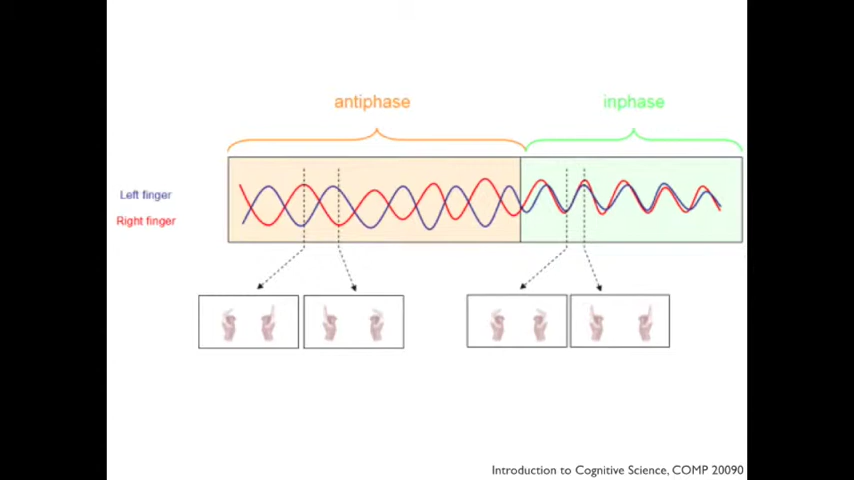 antiphase
inphase
Left finger
Right finger
Introduction to Cognitive Science, COMP 20090